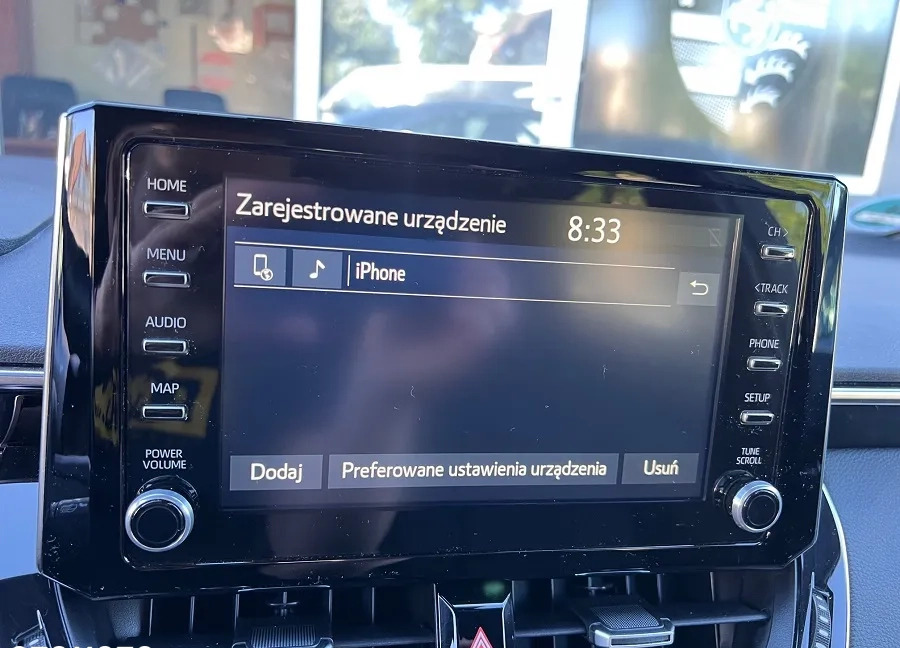 HOME
MENU
AUDIO
MAP
POWER
VOLUME
Zarejestrowane urządzenie 8:33
iPhone
Dodaj Preferowane ustawienia urządzenia Usuń
CH >
< TRACK
PHONE
SETUP
TUNE
SCROLL